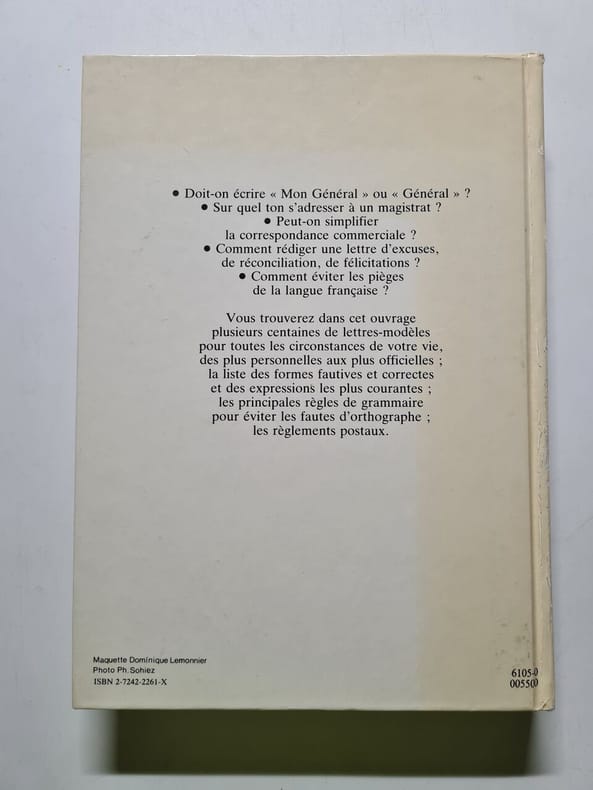 ● Doit-on écrire « Mon Général » ou « Général » ?
● Sur quel ton s'adresser à un magistrat ?
● Peut-on simplifier
la correspondance commerciale ?
● Comment rédiger une lettre d'excuses,
de réconciliation, de félicitations ?
● Comment éviter les pièges
de la langue française ?
Vous trouverez dans cet ouvrage
plusieurs centaines de lettres-modèles
pour toutes les circonstances de votre vie,
des plus personnelles aux plus officielles ;
la liste des formes fautives et correctes
et des expressions les plus courantes ;
les principales règles de grammaire
pour éviter les fautes d'orthographe ;
les règlements postaux.
Maquette Dominique Lemonnier
Photo Ph. Sohiez
ISBN 2-7242-2261-X
6105-0
00550